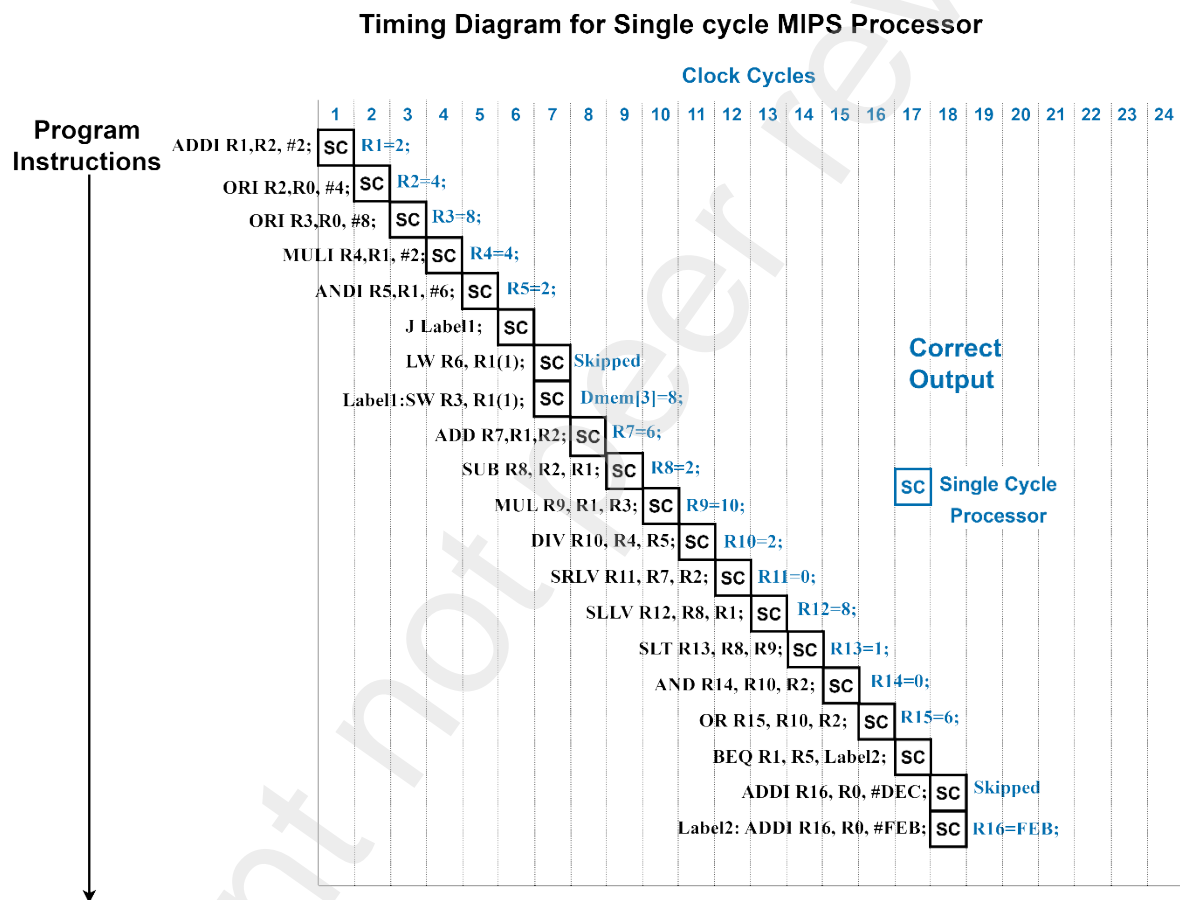 Timing Diagram for Single cycle MIPS Processor
Clock Cycles
1 2 3 4 5 6 7 8 9 10 11 12 13 14 15 16 17 18 19 20 21 22 23 24
Program
Instructions
ADDI R1,R2, #2; SC R1=2;
ORI R2,R0, #4; SC R2=4;
ORI R3,R0, #8; SC R3=8;
MULI R4,R1, #2; SC R4=4;
ANDI R5,R1, #6; SC R5=2;
J Label1; SC
LW R6, R1(1); SC Skipped
Label1:SW R3, R1(1); SC Dmem[3]=8;
ADD R7,R1,R2; SC R7=6;
SUB R8, R2, R1; SC R8=2;
MUL R9, R1, R3; SC R9=10;
DIV R10, R4, R5; SC R10=2;
SRLV R11, R7, R2; SC R11=0;
SLLV R12, R8, R1; SC R12=8;
SLT R13, R8, R9; SC R13=1;
AND R14, R10, R2; SC R14=0;
OR R15, R10, R2; SC R15=6;
BEQ R1, R5, Label2; SC
ADDI R16, R0, #DEC; SC Skipped
Label2: ADDI R16, R0, #FEB; SC R16=FEB;
Correct
Output
SC Single Cycle
Processor
nt not peer rev